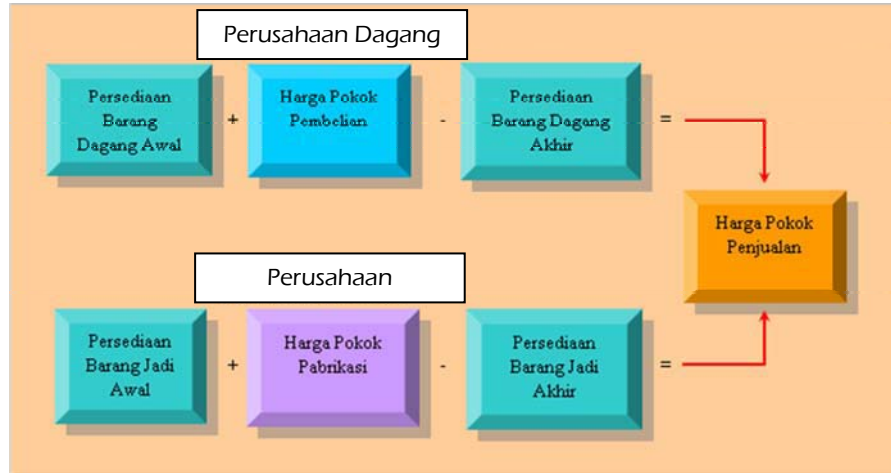 Perusahaan Dagang
Persediaan
Barang
Dagang Awal
+
Harga Pokok
Pembelian
-
Persediaan
Barang Dagang
Akhir
=
Harga Pokok
Penjualan
Perusahaan
Persediaan
Barang Jadi
Awal
+
Harga Pokok
Pabrikasi
-
Persediaan
Barang Jadi
Akhir
=